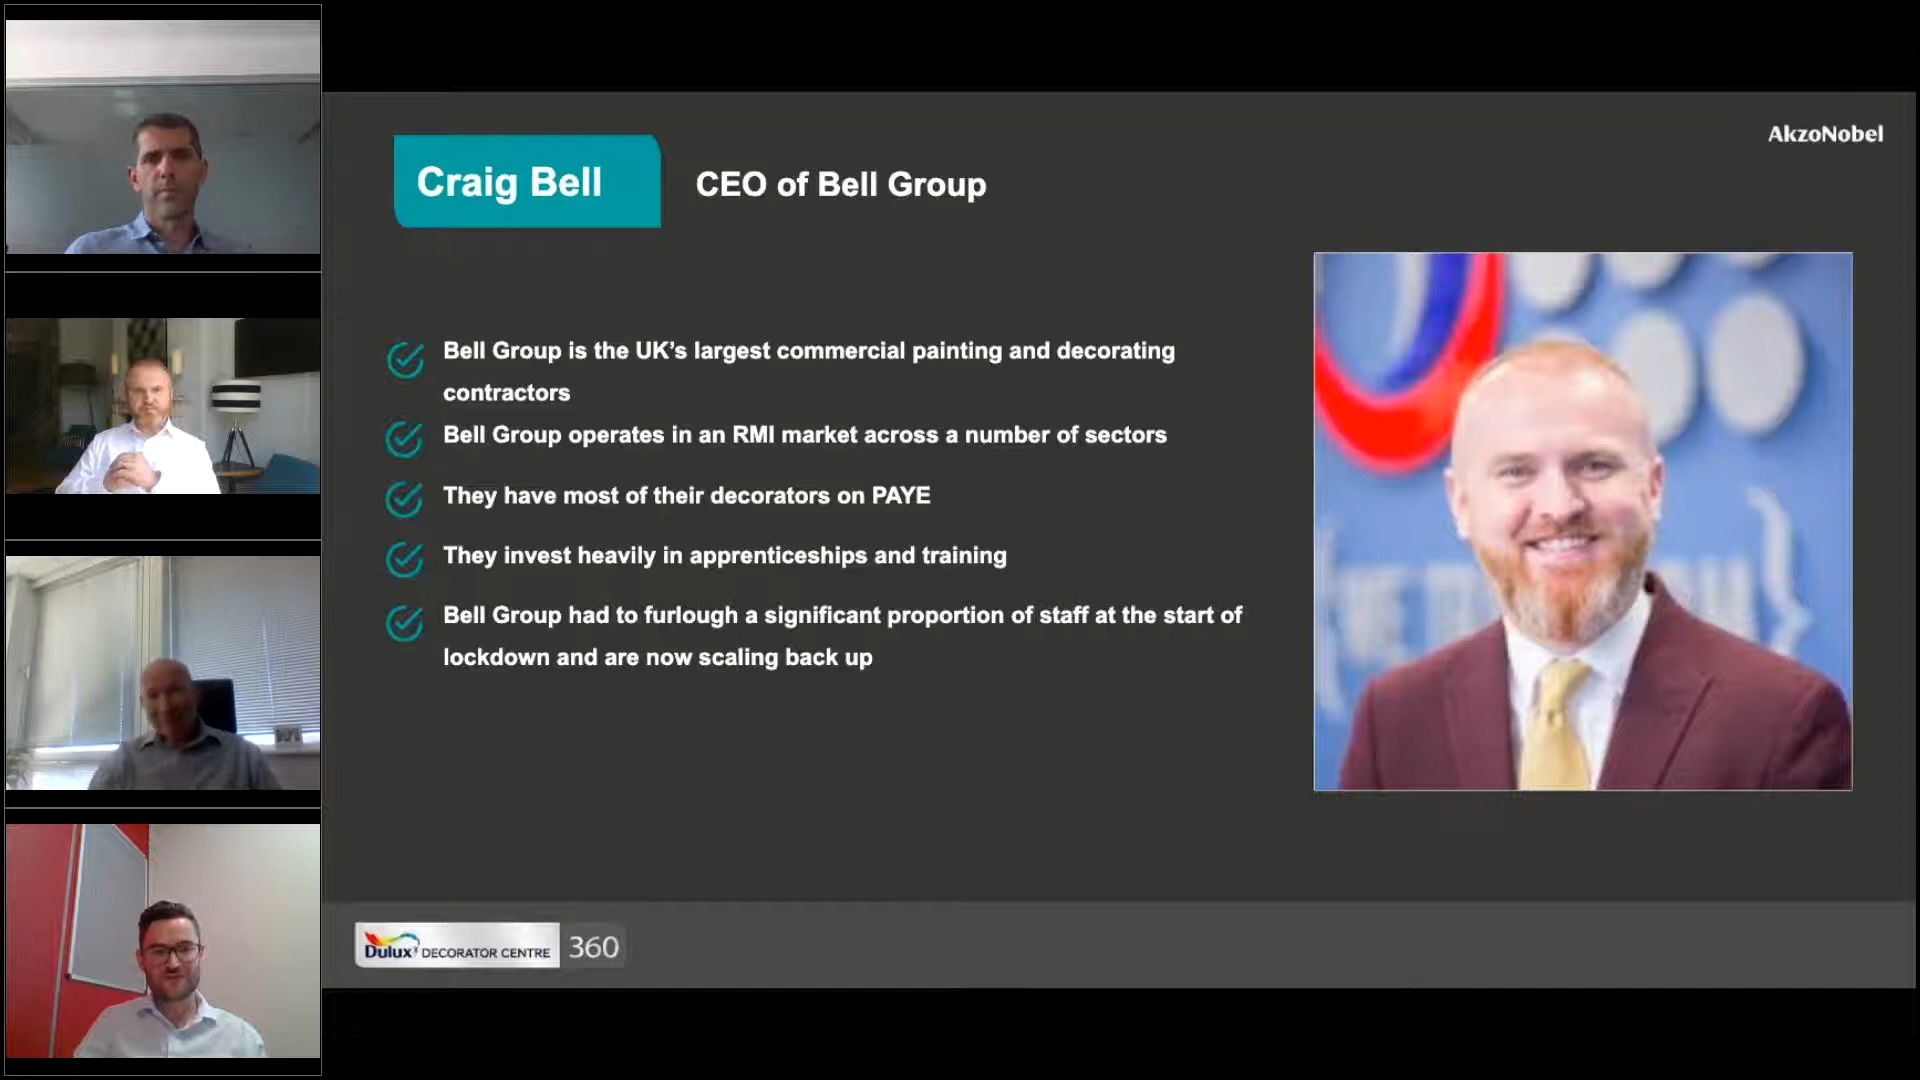 AkzoNobel
Craig Bell
CEO of Bell Group
Bell Group is the UK’s largest commercial painting and decorating
contractors
Bell Group operates in an RMI market across a number of sectors
They have most of their decorators on PAYE
They invest heavily in apprenticeships and training
Bell Group had to furlough a significant proportion of staff at the start of
lockdown and are now scaling back up
Dulux DECORATOR CENTRE 360